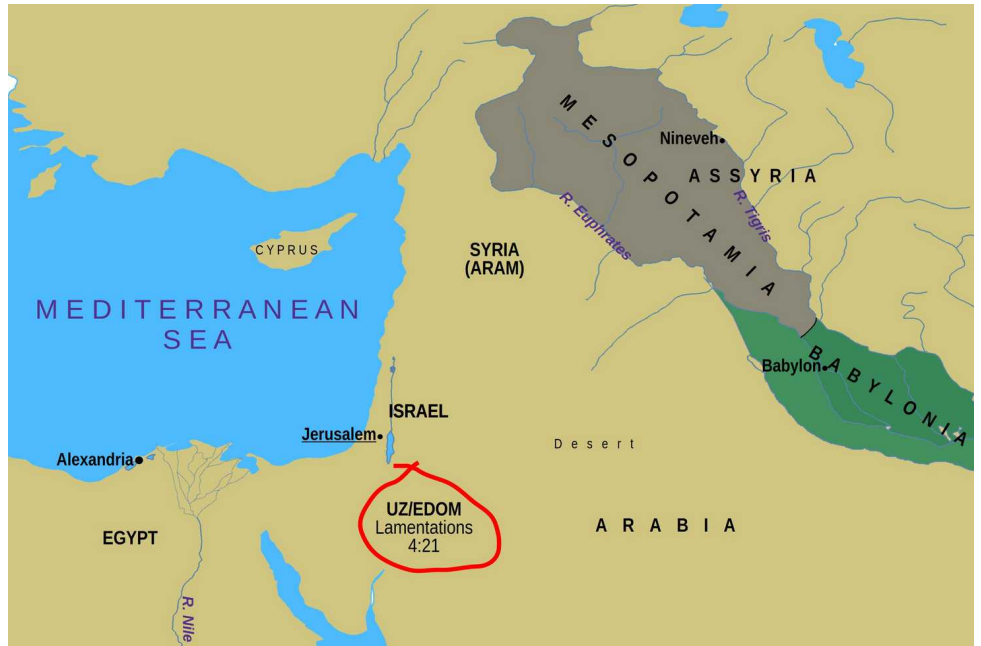 MESOPOTAMIA
Nineveh
ASSYRIA
R. Tigris
R. Euphrates
CYPRUS
SYRIA
(ARAM)
MEDITERRANEAN
SEA
BABYLONIA
Babylon
ISRAEL
Jerusalem
Desert
Alexandria
UZ/EDOM
Lamentations
4:21
ARABIA
EGYPT
R. Nile